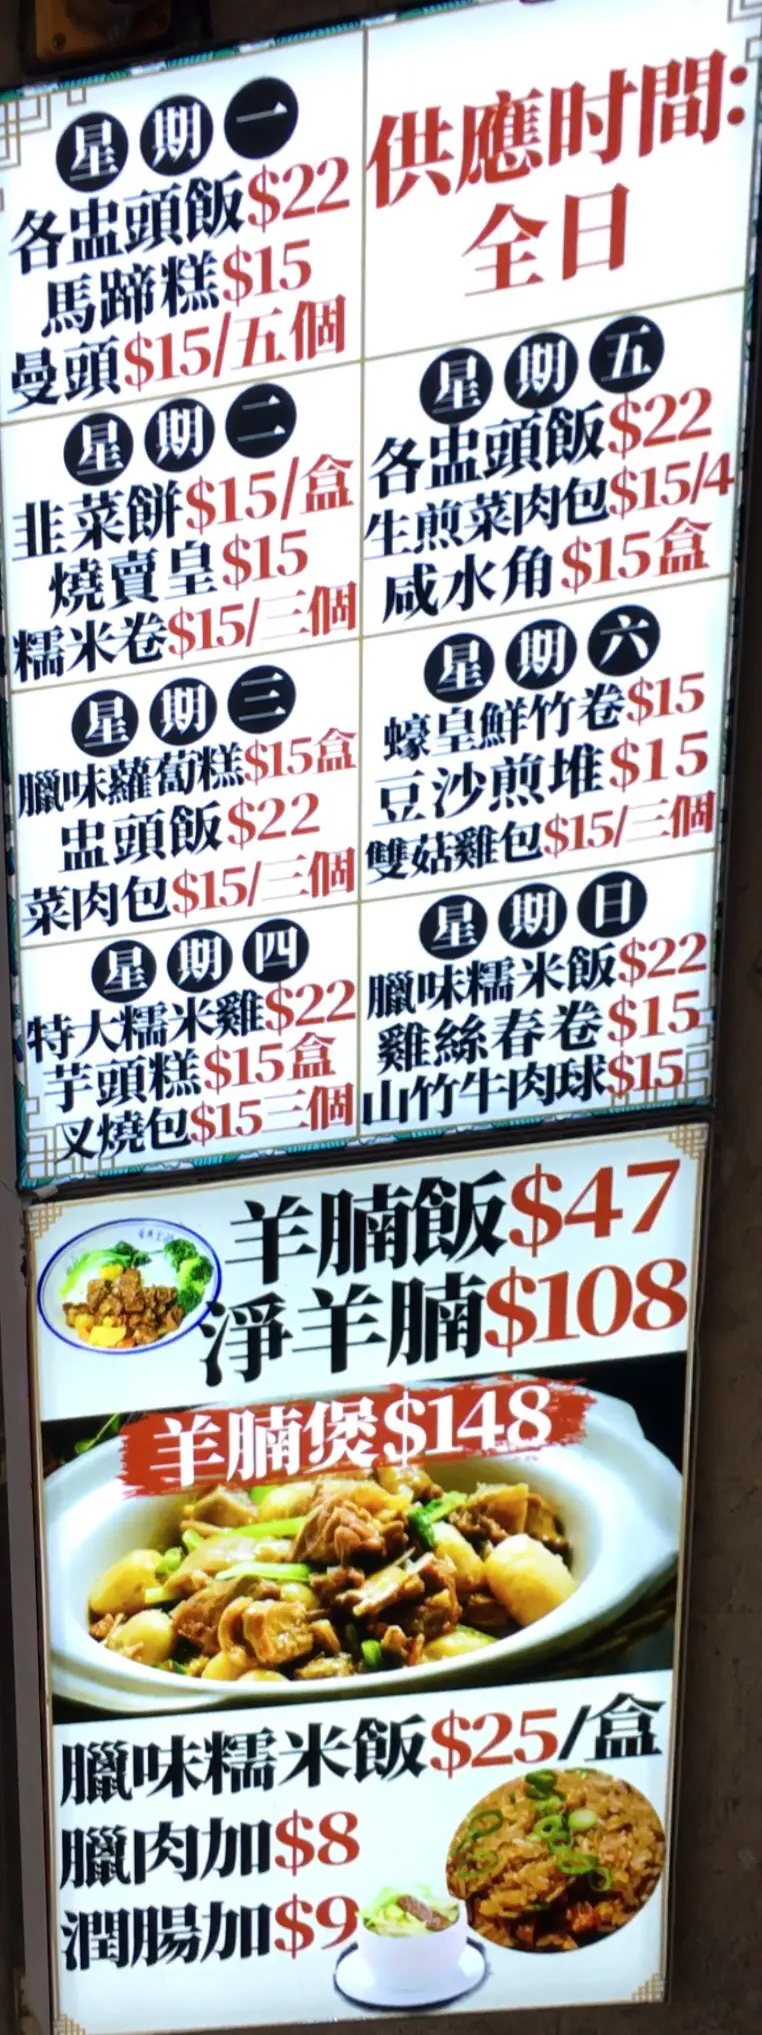 星期一
各盅頭飯$22
馬蹄糕$15
曼頭$15/五個
供應时間:
全日
星期二
韭菜餅$15/盒
燒賣皇$15
糯米卷$15/三個
星期三
臘味蘿蔔糕$15盒
盅頭飯$22
菜肉包$15/三個
星期四
特大糯米雞$22
芋頭糕$15盒
叉燒包$15三個
星期五
各盅頭飯$22
生煎菜肉包$15/4
咸水角$15盒
星期六
蠔皇鮮竹卷$15
豆沙煎堆$15
雙菇雞包$15/三個
星期日
臘味糯米飯$22
雞絲春卷$15
山竹牛肉球$15
羊腩飯$47
淨羊腩$108
羊腩煲$148
臘味糯米飯$25/盒
臘肉加$8
潤腸加$9